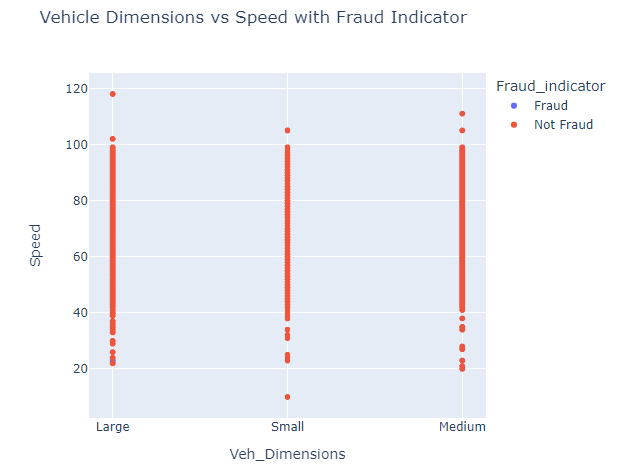 Vehicle Dimensions vs Speed with Fraud Indicator
Fraud_indicator
Fraud
Not Fraud
120
100
80
60
40
20
Speed
Large
Small
Medium
Veh_Dimensions